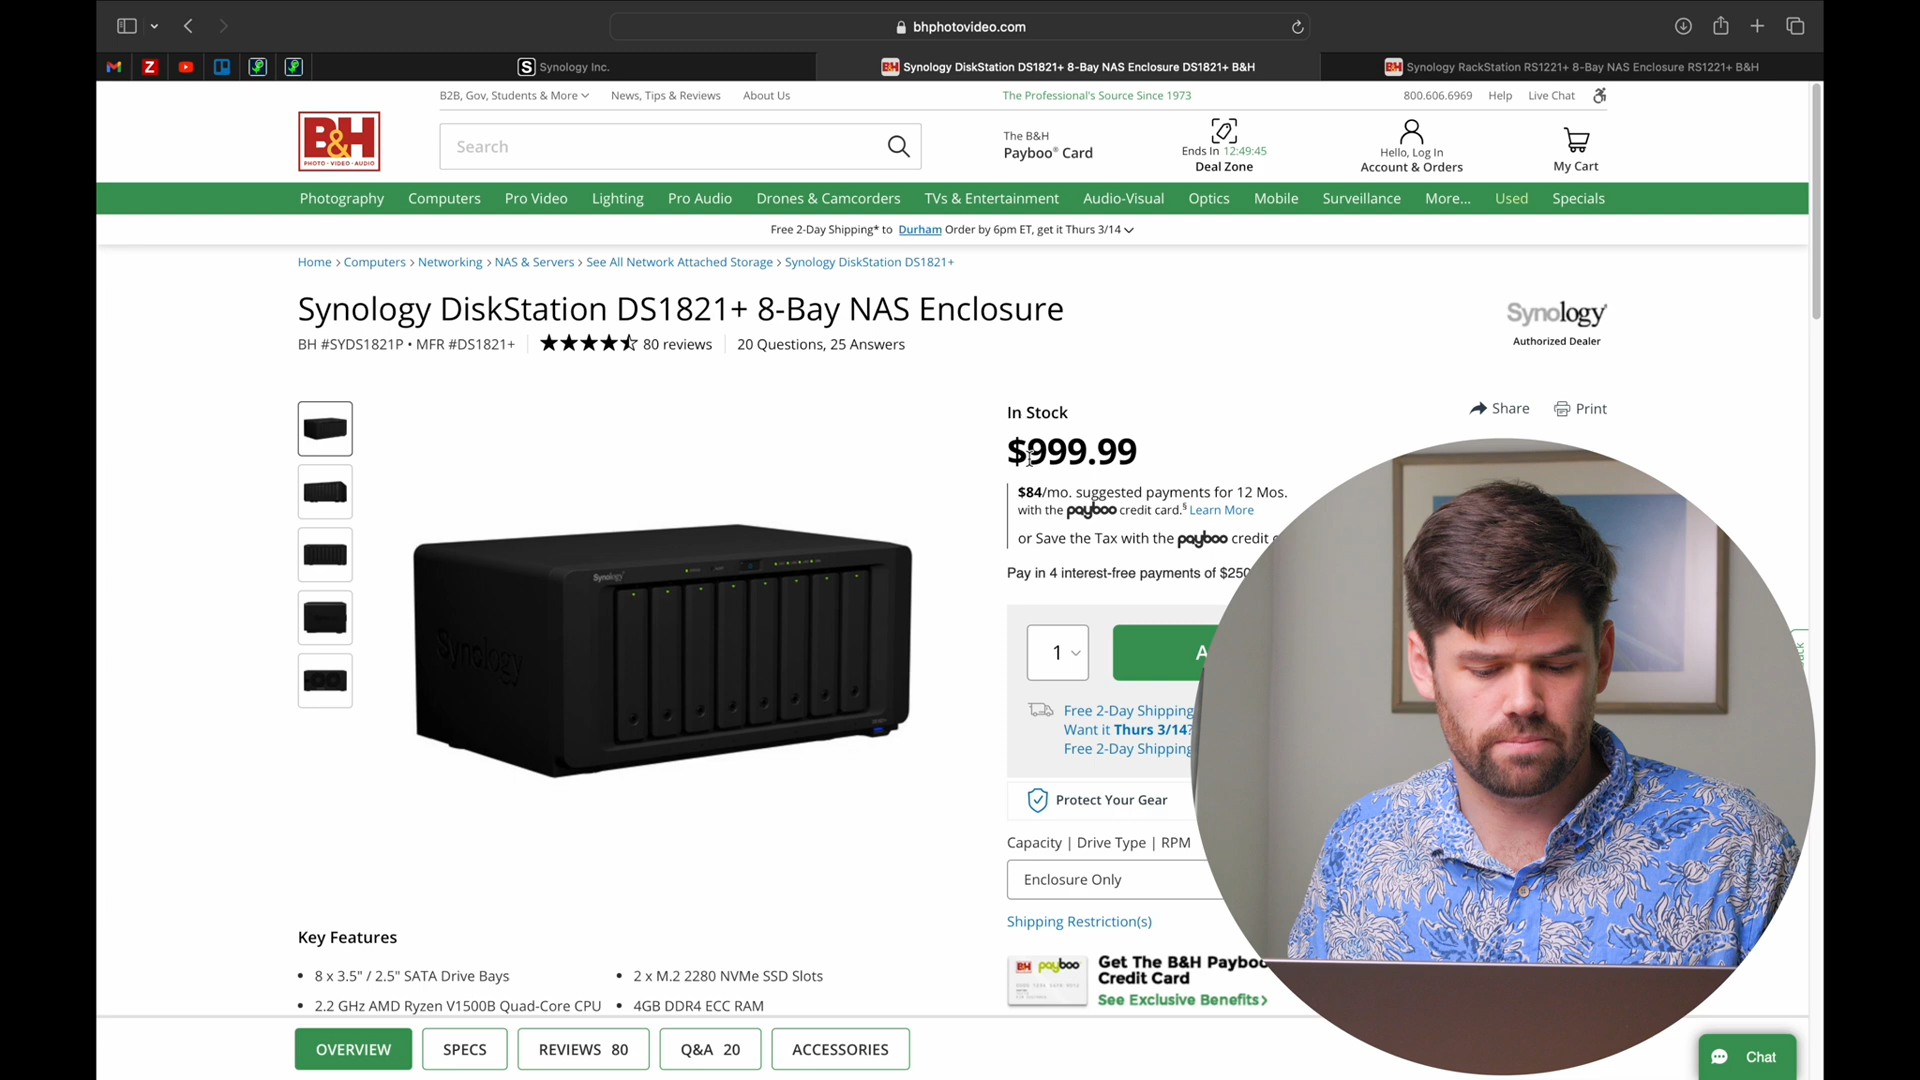 bhphotovideo.com
Synology Inc.
Synology DiskStation DS1821+ 8-Bay NAS Enclosure DS1821+ B&H
Synology RackStation RS1221+ 8-Bay NAS Enclosure RS1221+ B&H
B2B, Gov, Students & More
News, Tips & Reviews
About Us
The Professional's Source Since 1973
800.606.6969
Help
Live Chat
B&H
PHOTO · VIDEO · AUDIO
Search
The B&H
Payboo® Card
Ends In 12:49:45
Deal Zone
Hello, Log In
Account & Orders
My Cart
Photography Computers Pro Video Lighting Pro Audio Drones & Camcorders TVs & Entertainment Audio-Visual Optics Mobile Surveillance More... Used Specials
Free 2-Day Shipping* to Durham Order by 6pm ET, get it Thurs 3/14
Home > Computers > Networking > NAS & Servers > See All Network Attached Storage > Synology DiskStation DS1821+
Synology DiskStation DS1821+ 8-Bay NAS Enclosure
BH #SYDS1821P • MFR #DS1821+
80 reviews
20 Questions, 25 Answers
Synology
Authorized Dealer
In Stock
Share
Print
$999.99
$84/mo. suggested payments for 12 Mos.
with the payboo credit card.§ Learn More
or Save the Tax with the payboo credit
Pay in 4 interest-free payments of $250
Synology
Synology
1
A
Free 2-Day Shipping
Want it Thurs 3/14?
Free 2-Day Shipping
Protect Your Gear
Capacity | Drive Type | RPM
Enclosure Only
Shipping Restriction(s)
B&H payboo
Get The B&H Payboo
Credit Card
See Exclusive Benefits>
Key Features
• 8 x 3.5" / 2.5" SATA Drive Bays
• 2.2 GHz AMD Ryzen V1500B Quad-Core CPU
• 2 x M.2 2280 NVMe SSD Slots
• 4GB DDR4 ECC RAM
OVERVIEW
SPECS
REVIEWS 80
Q&A 20
ACCESSORIES
Chat